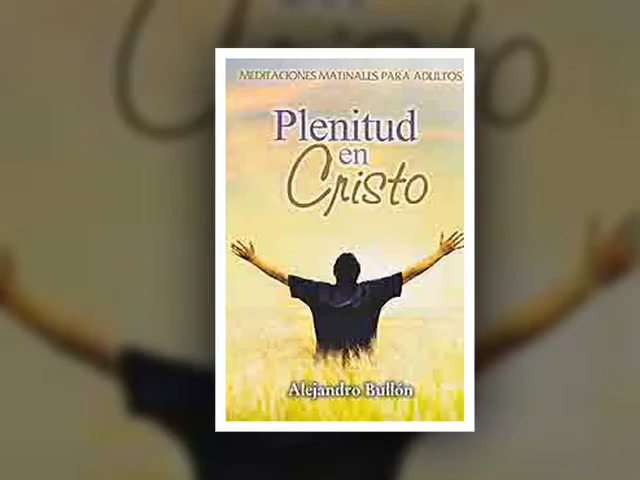 MEDITACIONES MATINALES PARA ADULTOS
Plenitud
en
Cristo
Alejandro Bullón